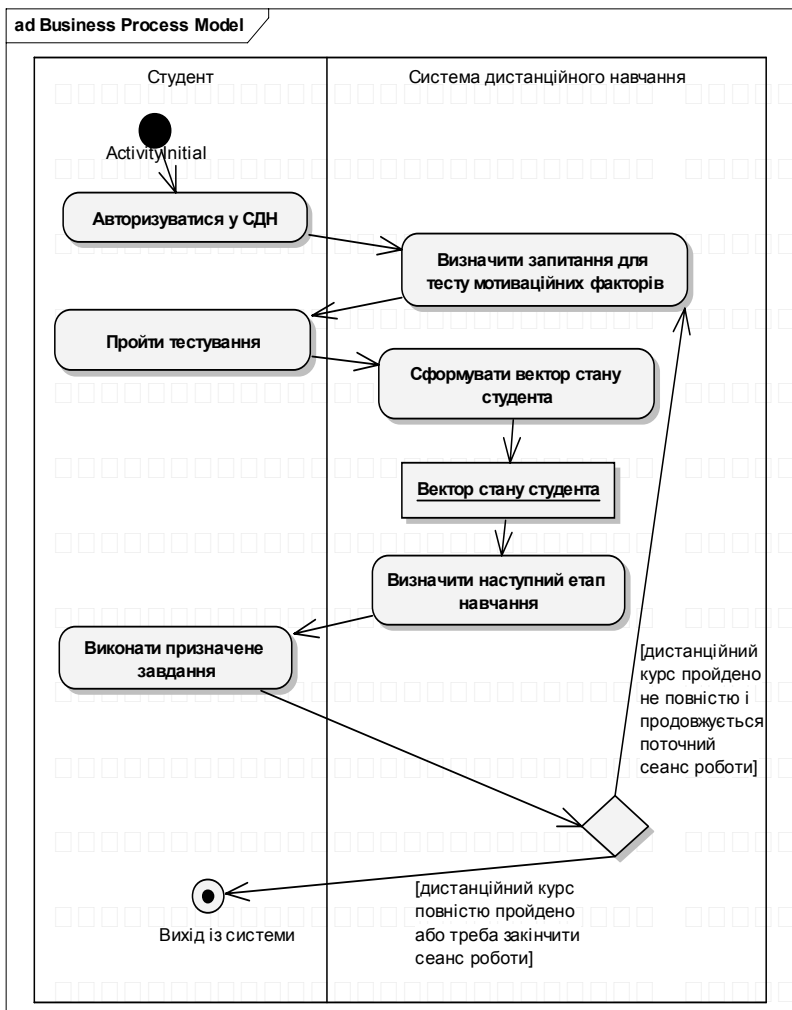 ad Business Process Model
Студент
Система дистанційного навчання
ActivityInitial
Авторизуватися у СДН
Визначити запитання для
тесту мотиваційних факторів
Пройти тестування
Сформувати вектор стану
студента
Вектор стану студента
Визначити наступний етап
навчання
Виконати призначене
завдання
[дистанційний
курс пройдено
не повністю і
продовжується
поточний
сеанс роботи]
[дистанційний курс
повністю пройдено
або треба закінчити
сеанс роботи]
Вихід із системи